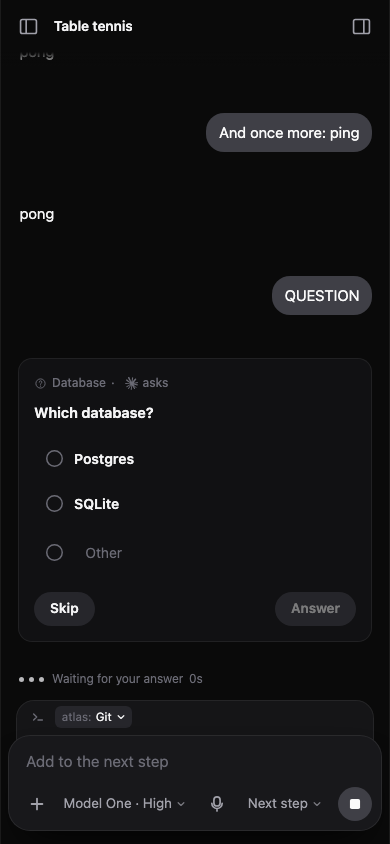 Table tennis
pong
And once more: ping
pong
QUESTION
Database · asks
Which database?
Postgres
SQLite
Other
Skip
Answer
Waiting for your answer 0s
atlas: Git
Add to the next step
Model One · High
Next step